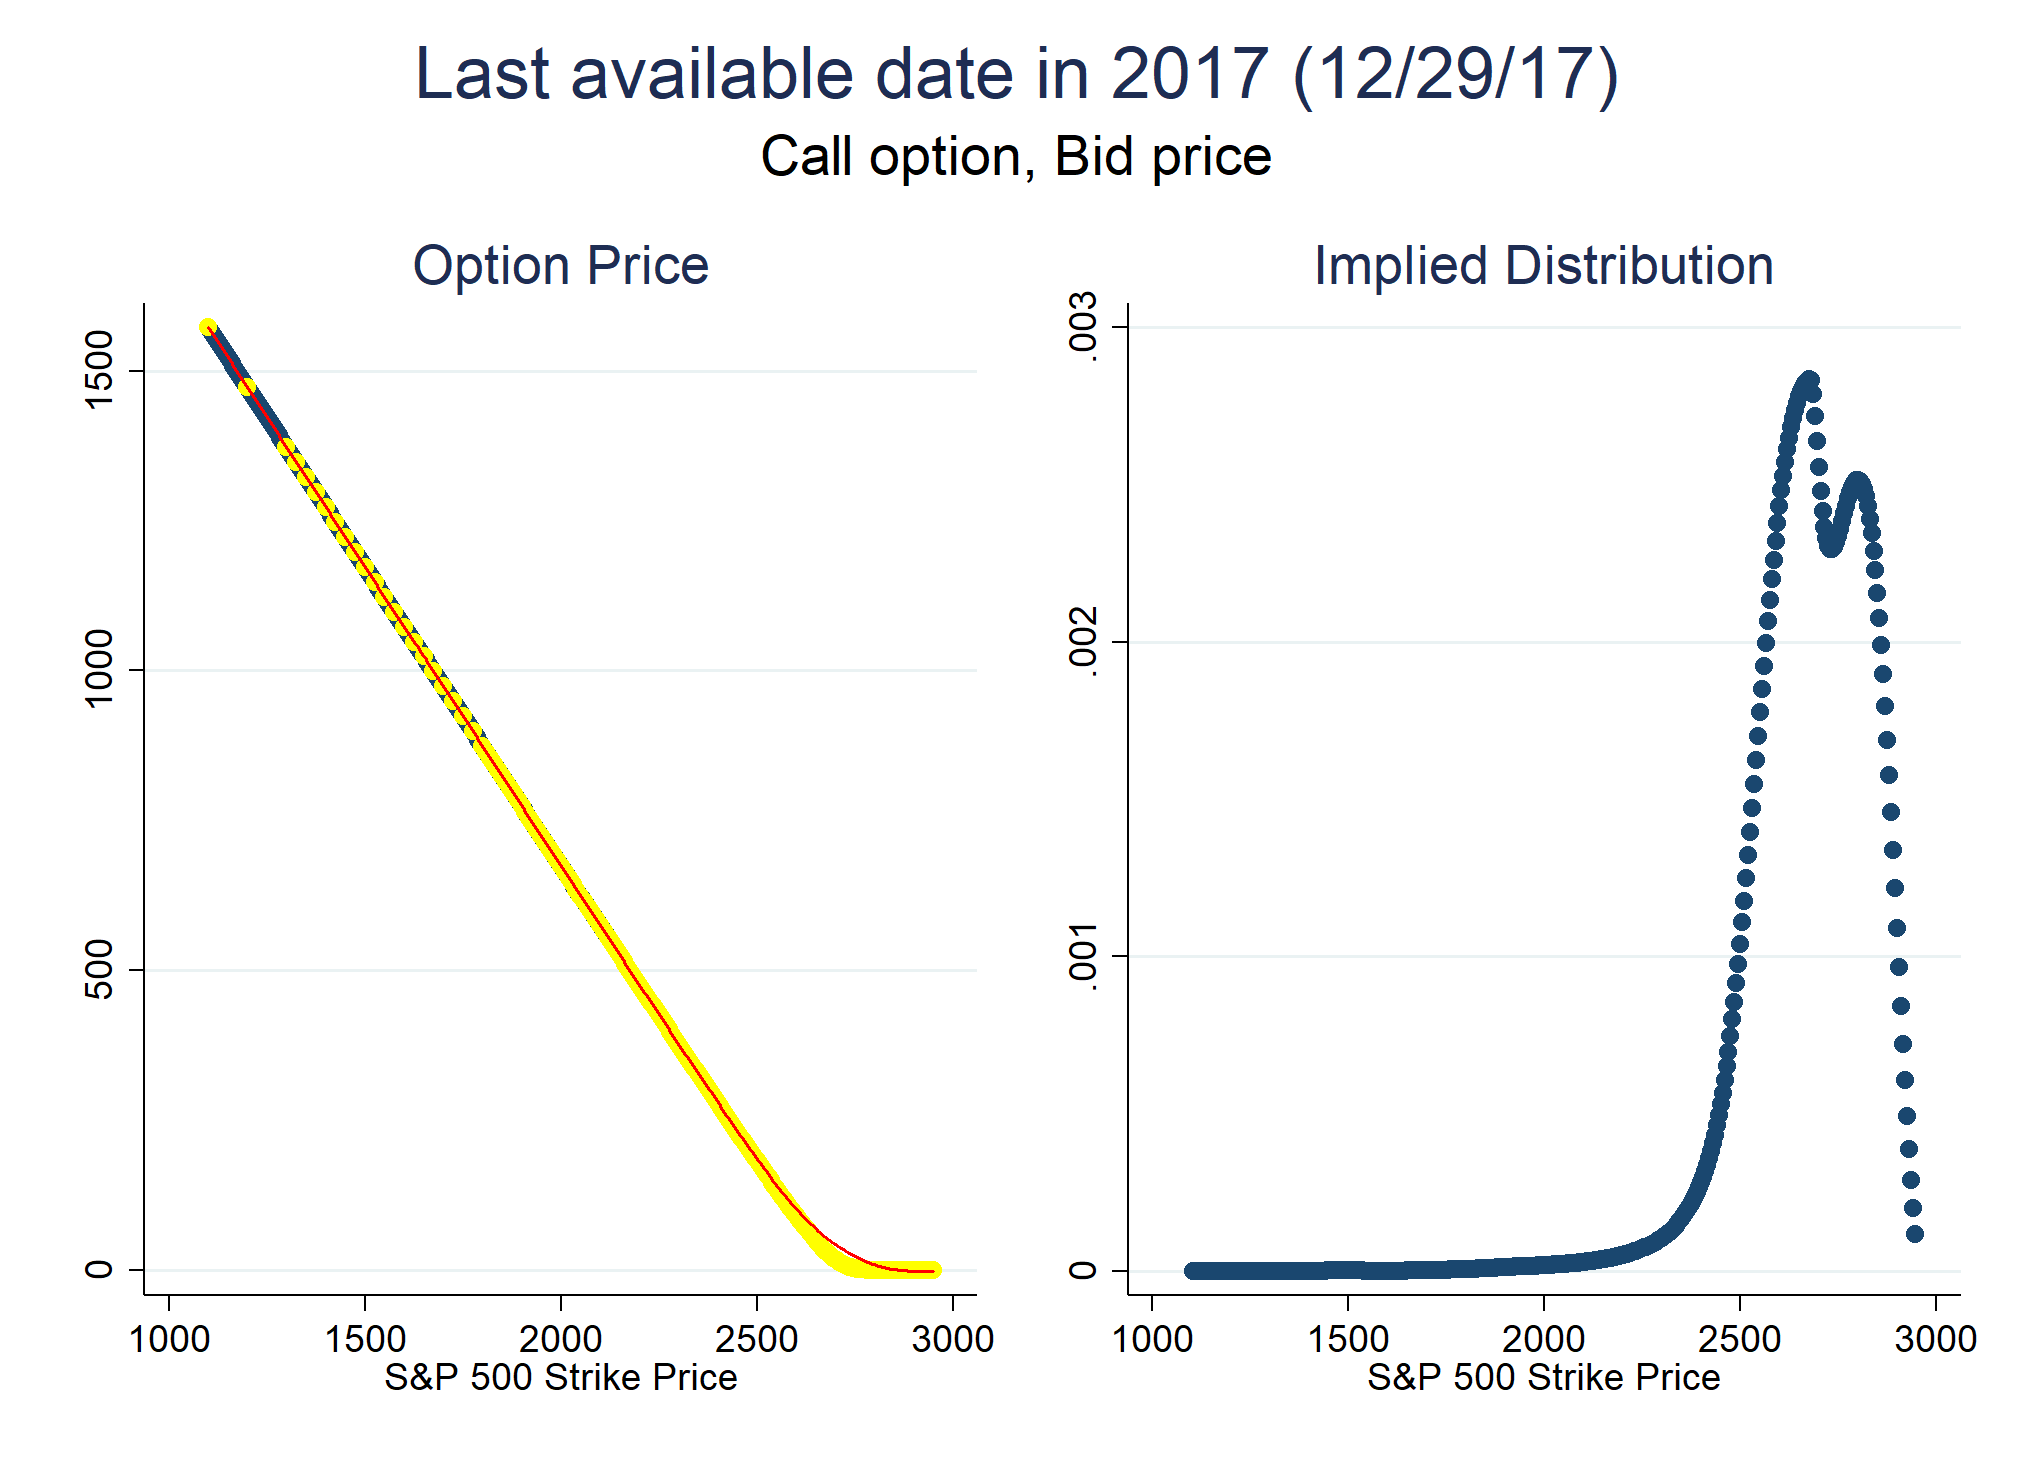 Last available date in 2017 (12/29/17)
Call option, Bid price
Option Price
1500
1000
500
0
1000 1500 2000 2500 3000
S&P 500 Strike Price
Implied Distribution
.003
.002
.001
0
1000 1500 2000 2500 3000
S&P 500 Strike Price